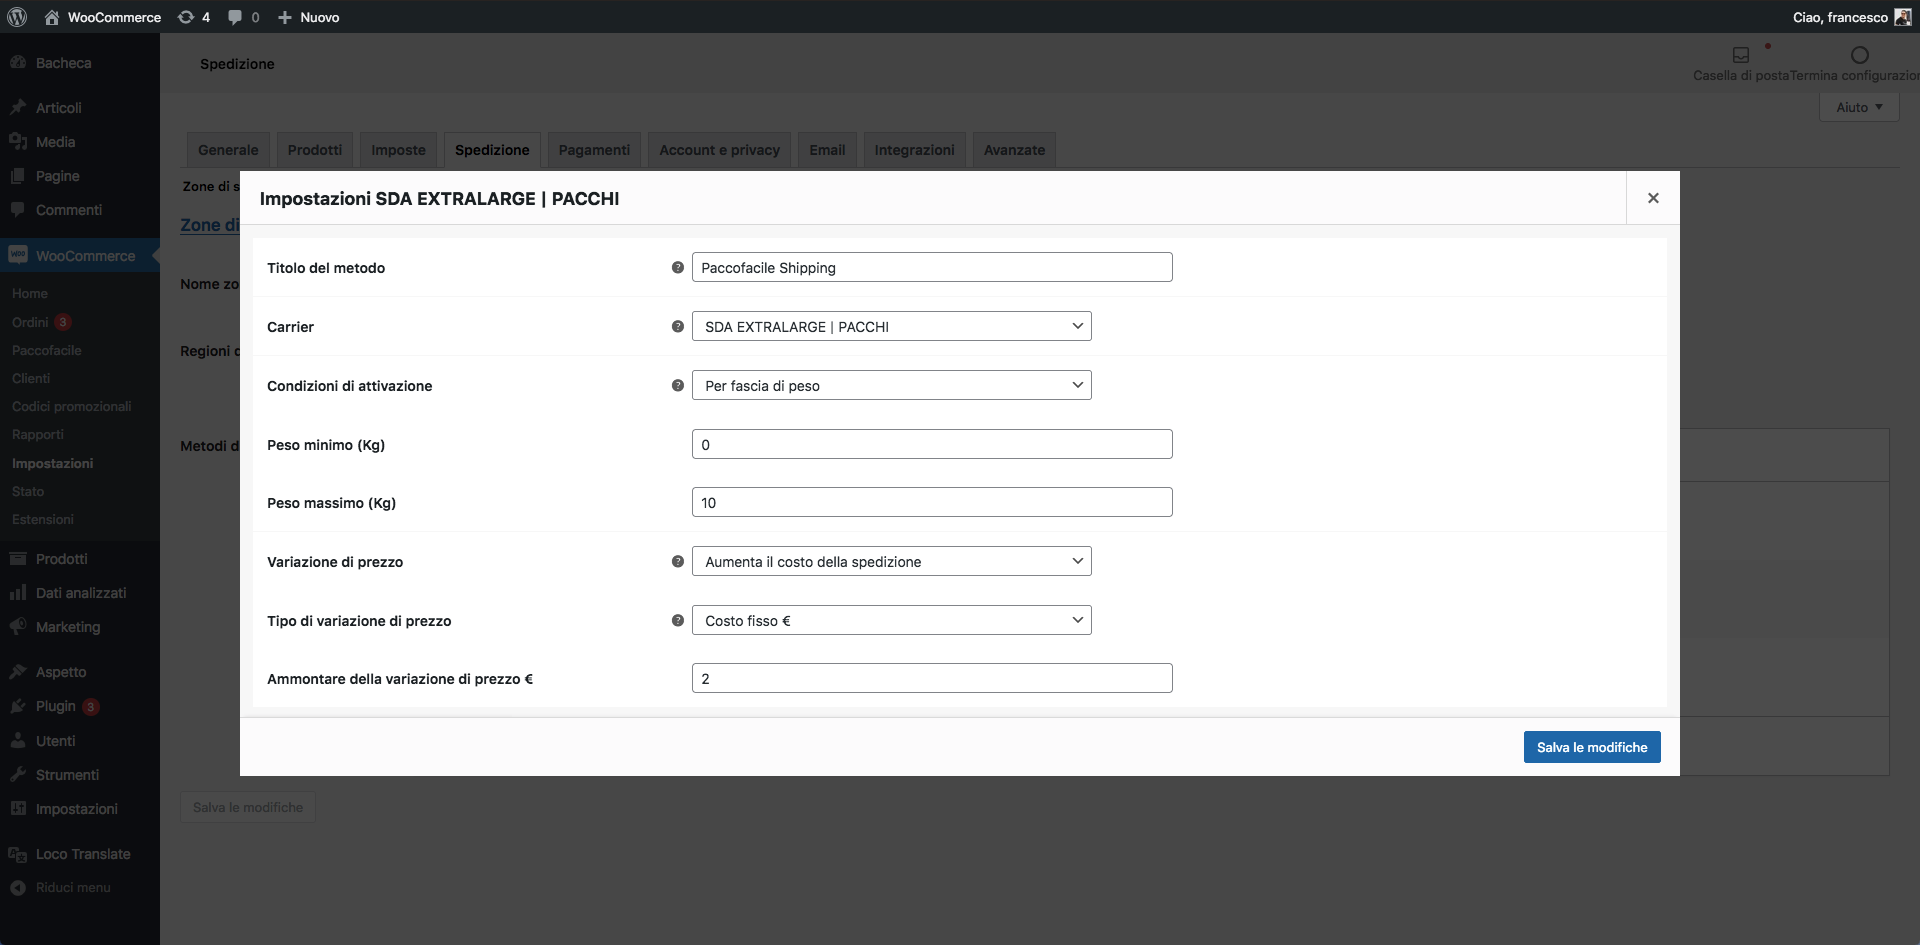 WooCommerce
4
0
Nuovo
Ciao, francesco
Bacheca
Articoli
Media
Pagine
Commenti
WooCommerce
Home
Ordini 3
Paccofacile
Clienti
Codici promozionali
Rapporti
Impostazioni
Stato
Estensioni
Prodotti
Dati analizzati
Marketing
Aspetto
Plugin 3
Utenti
Strumenti
Impostazioni
Loco Translate
Riduci menu
Spedizione
Casella di posta
Termina configurazion
Aiuto
Generale
Prodotti
Imposte
Spedizione
Pagamenti
Account e privacy
Email
Integrazioni
Avanzate
Zone di s
Zone di
Nome zo
Regioni d
Metodi d
Impostazioni SDA EXTRALARGE | PACCHI
Titolo del metodo
Paccofacile Shipping
Carrier
SDA EXTRALARGE | PACCHI
Condizioni di attivazione
Per fascia di peso
Peso minimo (Kg)
0
Peso massimo (Kg)
10
Variazione di prezzo
Aumenta il costo della spedizione
Tipo di variazione di prezzo
Costo fisso €
Ammontare della variazione di prezzo €
2
Salva le modifiche
Salva le modifiche